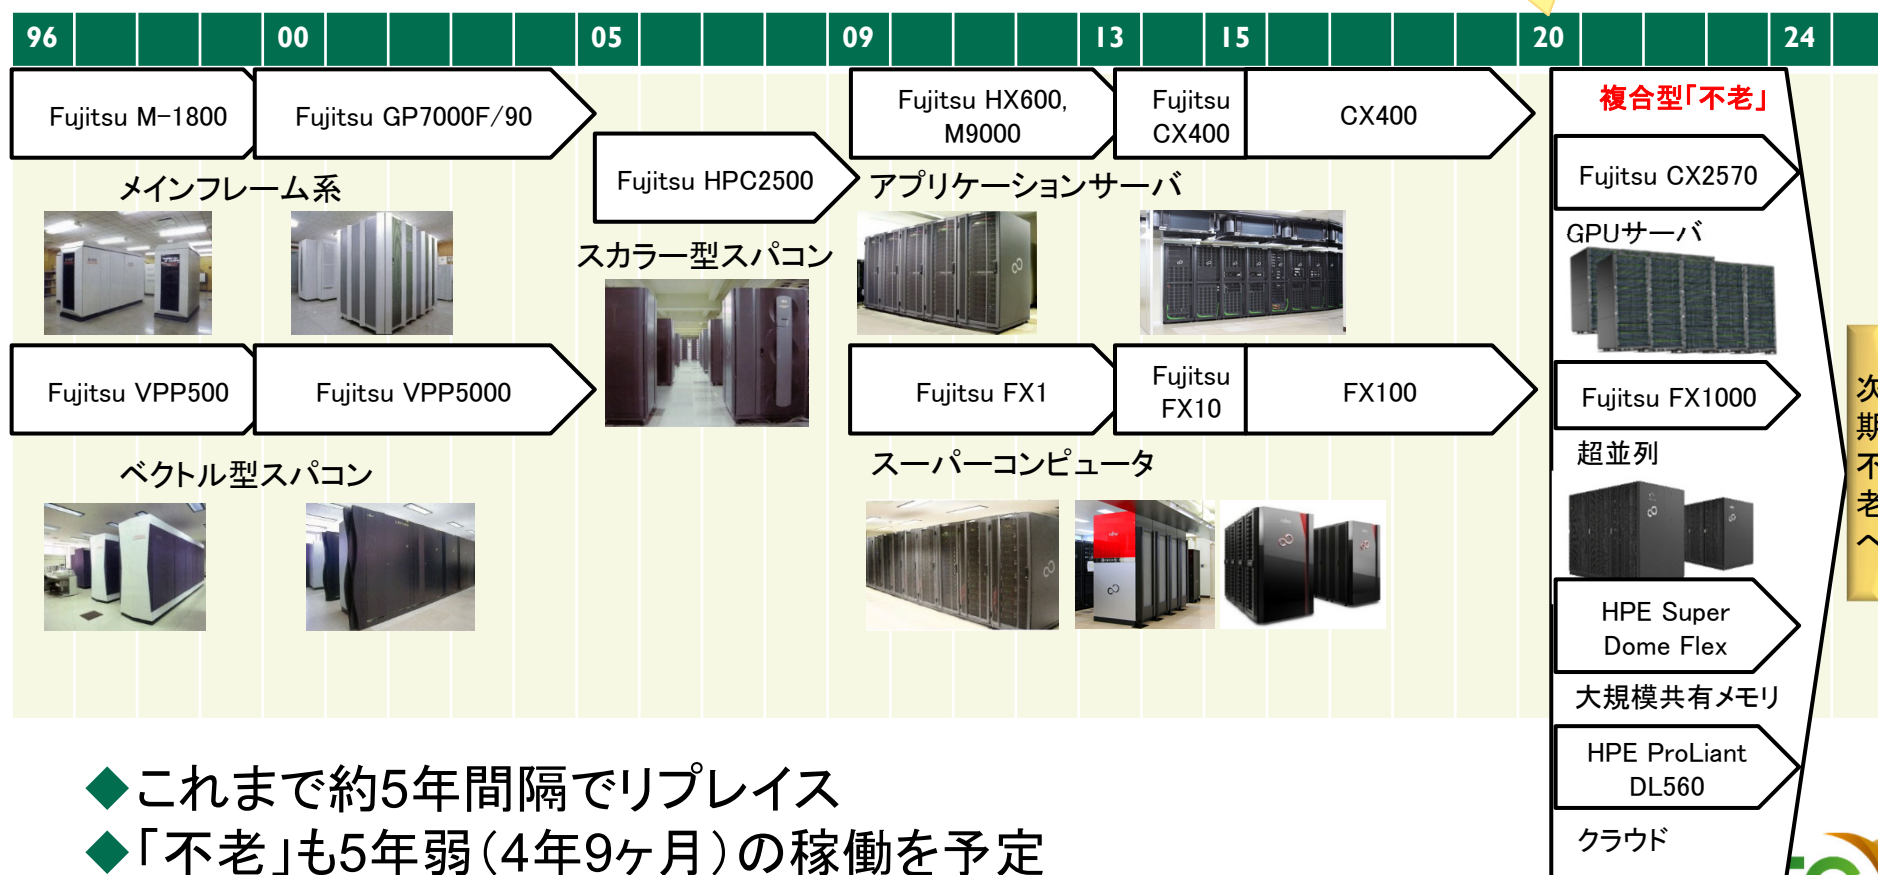 96 00 05 09 13 15 20 24
Fujitsu M-1800
Fujitsu GP7000F/90
Fujitsu HPC2500
Fujitsu HX600,
M9000
Fujitsu
CX400
CX400
複合型「不老」
Fujitsu CX2570
GPUサーバ
メインフレーム系
スカラー型スパコン
アプリケーションサーバ
Fujitsu VPP500
Fujitsu VPP5000
Fujitsu FX1
Fujitsu
FX10
FX100
Fujitsu FX1000
超並列
ベクトル型スパコン
スーパーコンピュータ
HPE Super
Dome Flex
大規模共有メモリ
HPE ProLiant
DL560
クラウド
次
期
不
老
へ
◆これまで約5年間隔でリプレイス
◆「不老」も5年弱（4年9ヶ月）の稼働を予定